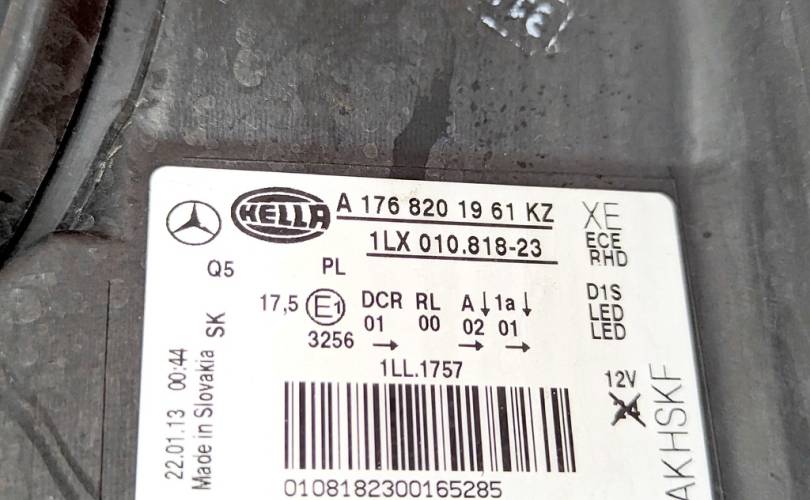 HELLA
A 176 820 19 61 KZ
1LX 010.818-23
XE
ECE
RHD
Q5
PL
17,5 E1 DCR RL A 1a
01 00 02 01
3256
1LL.1757
D1S
LED
LED
12V
AKHSKF
22.01.13 00:44
Made in Slovakia SK
0108182300165285